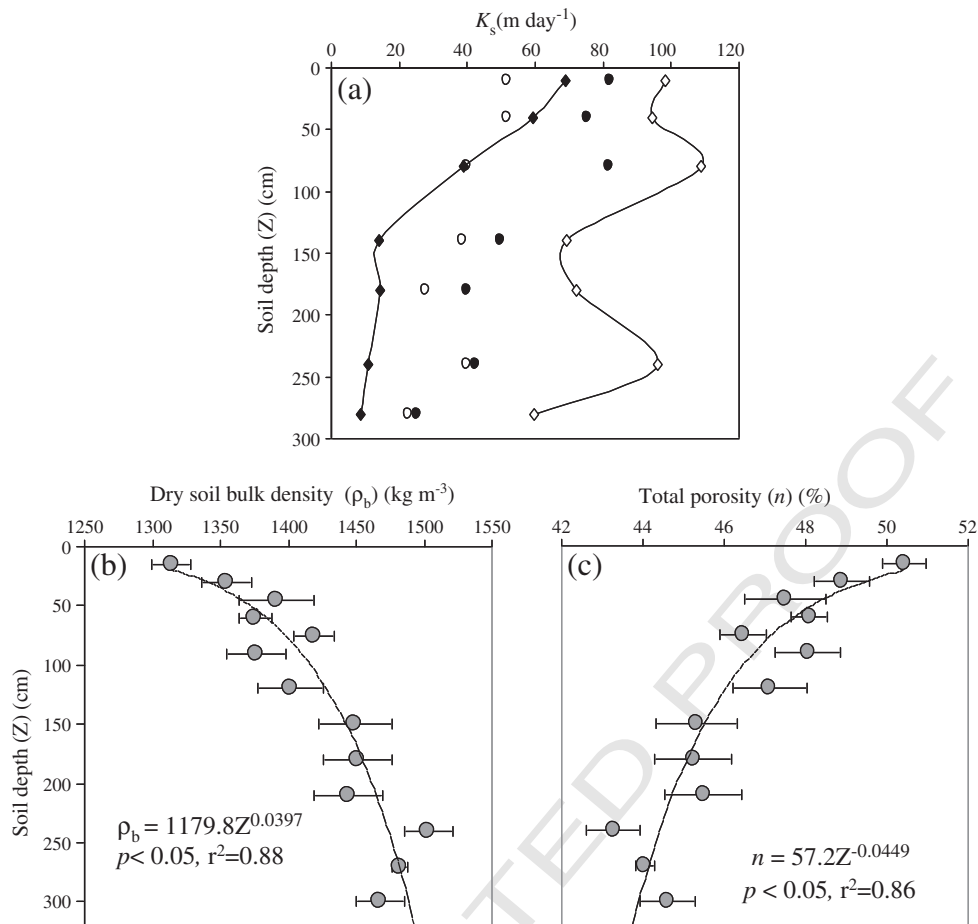 Kₛ(m day⁻¹)
0 20 40 60 80 100 120
(a)
Soil depth (Z) (cm)
0
50
100
150
200
250
300
Dry soil bulk density (ρ_b) (kg m⁻³)
1250 1300 1350 1400 1450 1500 1550
(b)
Soil depth (Z) (cm)
0
50
100
150
200
250
300
ρ_b = 1179.8Z^0.0397
p< 0.05, r²=0.88
Total porosity (n) (%)
42 44 46 48 50 52
(c)
n = 57.2Z^-0.0449
p < 0.05, r²=0.86
TED PROOF